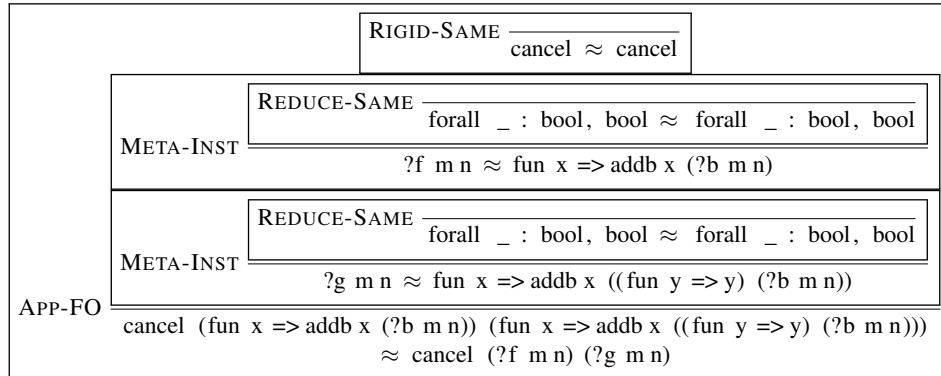 RIGID-SAME
cancel ≈ cancel
REDUCE-SAME
forall _ : bool, bool ≈ forall _ : bool, bool
META-INST
?f m n ≈ fun x => addb x (?b m n)
REDUCE-SAME
forall _ : bool, bool ≈ forall _ : bool, bool
META-INST
?g m n ≈ fun x => addb x ((fun y => y) (?b m n))
APP-FO
cancel (fun x => addb x (?b m n)) (fun x => addb x ((fun y => y) (?b m n)))
≈ cancel (?f m n) (?g m n)